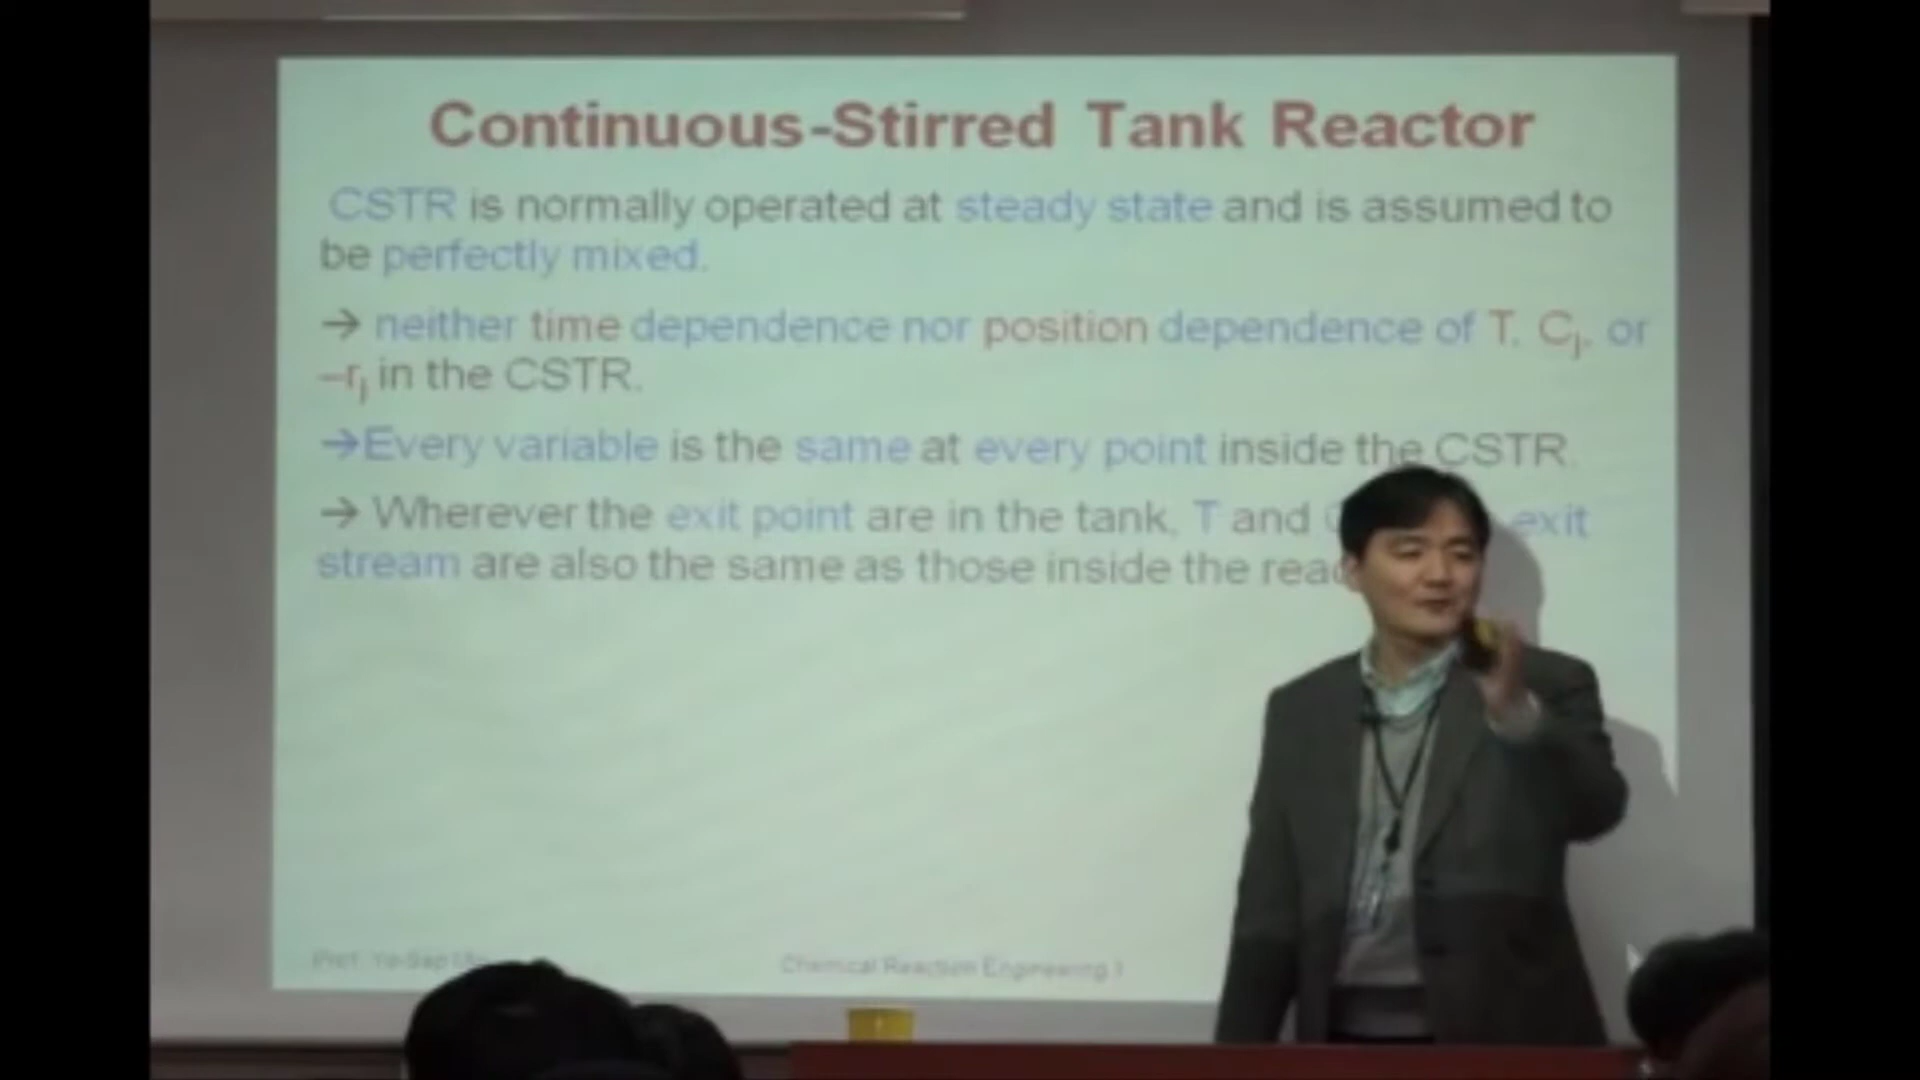 Continuous-Stirred Tank Reactor
CSTR is normally operated at steady state and is assumed to
be perfectly mixed.
→ neither time dependence nor position dependence of T, Cj, or
–rj in the CSTR.
→Every variable is the same at every point inside the CSTR.
→ Wherever the exit point are in the tank, T and exit
stream are also the same as those inside the
Prof.
Chemical Reaction Engineering 1